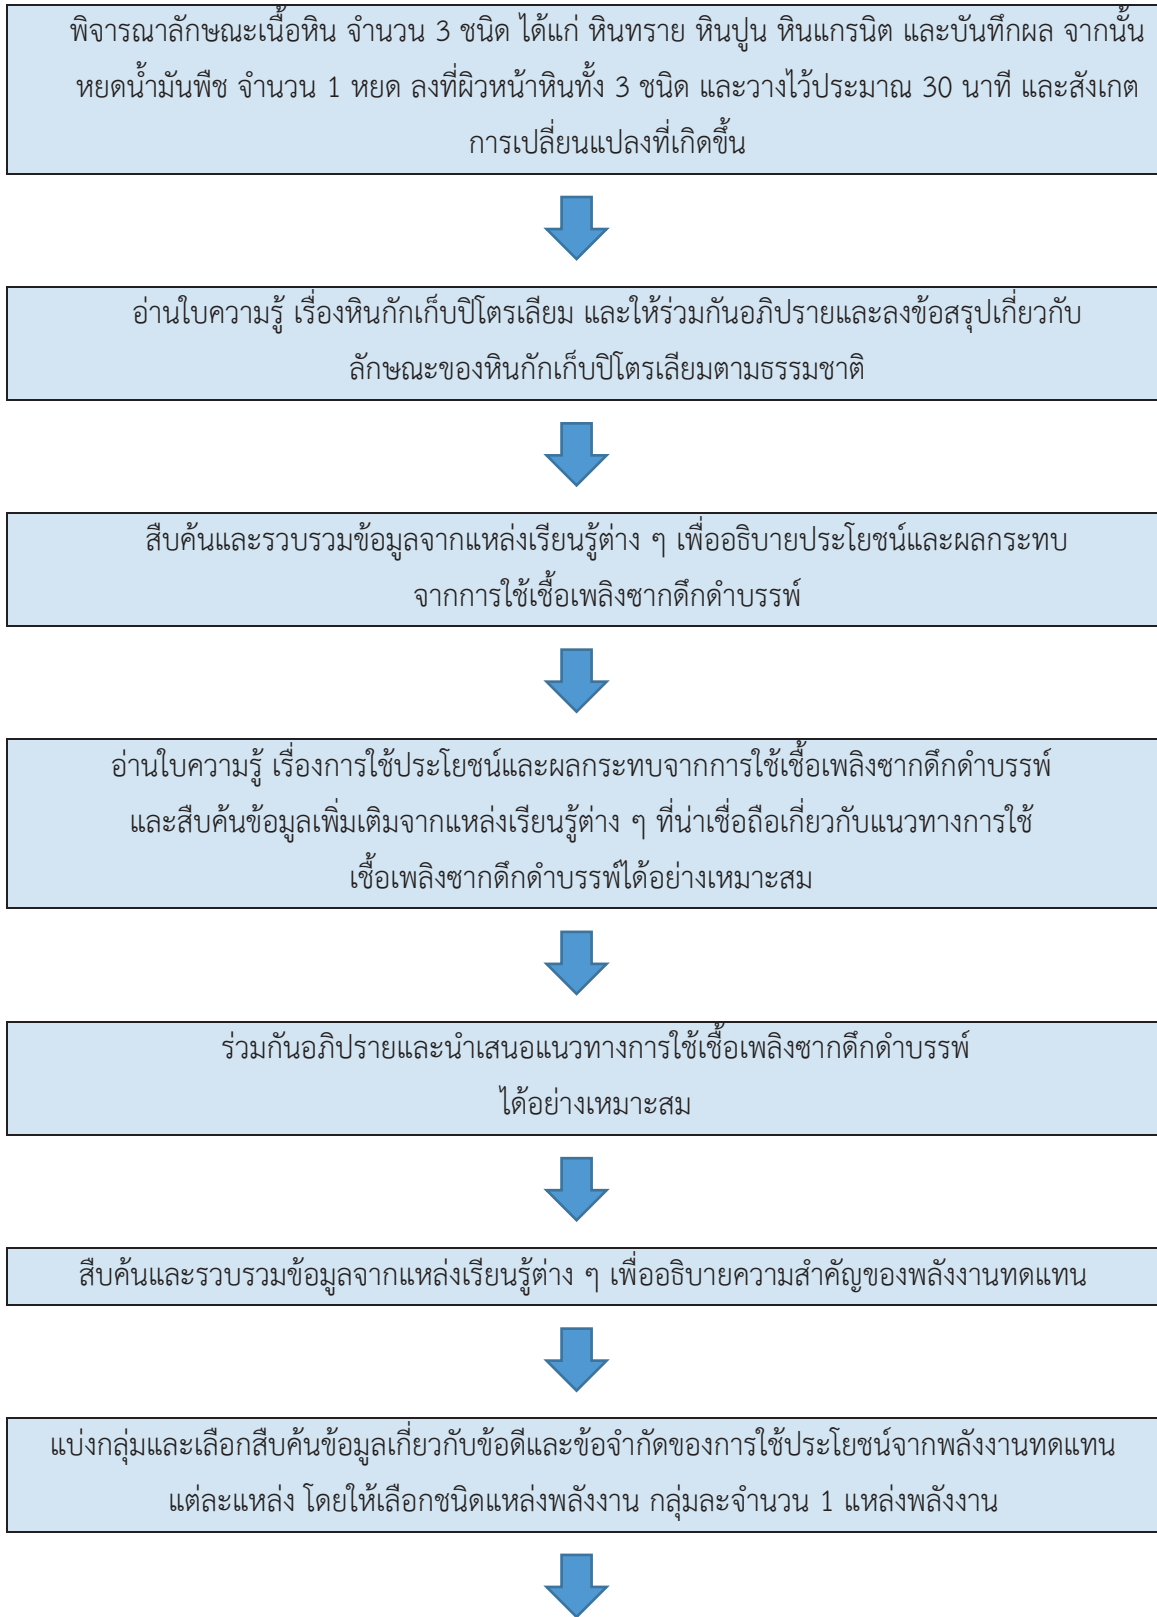 พิจารณาลักษณะเนื้อหิน จำนวน 3 ชนิด ได้แก่ หินทราย หินปูน หินแกรนิต และบันทึกผล จากนั้น
หยดน้ำมันพืช จำนวน 1 หยด ลงที่ผิวหน้าหินทั้ง 3 ชนิด และวางไว้ประมาณ 30 นาที และสังเกต
การเปลี่ยนแปลงที่เกิดขึ้น
อ่านใบความรู้ เรื่องหินกักเก็บปิโตรเลียม และให้ร่วมกันอภิปรายและลงข้อสรุปเกี่ยวกับ
ลักษณะของหินกักเก็บปิโตรเลียมตามธรรมชาติ
สืบค้นและรวบรวมข้อมูลจากแหล่งเรียนรู้ต่าง ๆ เพื่ออธิบายประโยชน์และผลกระทบ
จากการใช้เชื้อเพลิงซากดึกดำบรรพ์
อ่านใบความรู้ เรื่องการใช้ประโยชน์และผลกระทบจากการใช้เชื้อเพลิงซากดึกดำบรรพ์
และสืบค้นข้อมูลเพิ่มเติมจากแหล่งเรียนรู้ต่าง ๆ ที่น่าเชื่อถือเกี่ยวกับแนวทางการใช้
เชื้อเพลิงซากดึกดำบรรพ์ได้อย่างเหมาะสม
ร่วมกันอภิปรายและนำเสนอแนวทางการใช้เชื้อเพลิงซากดึกดำบรรพ์
ได้อย่างเหมาะสม
สืบค้นและรวบรวมข้อมูลจากแหล่งเรียนรู้ต่าง ๆ เพื่ออธิบายความสำคัญของพลังงานทดแทน
แบ่งกลุ่มและเลือกสืบค้นข้อมูลเกี่ยวกับข้อดีและข้อจำกัดของการใช้ประโยชน์จากพลังงานทดแทน
แต่ละแหล่ง โดยให้เลือกชนิดแหล่งพลังงาน กลุ่มละจำนวน 1 แหล่งพลังงาน